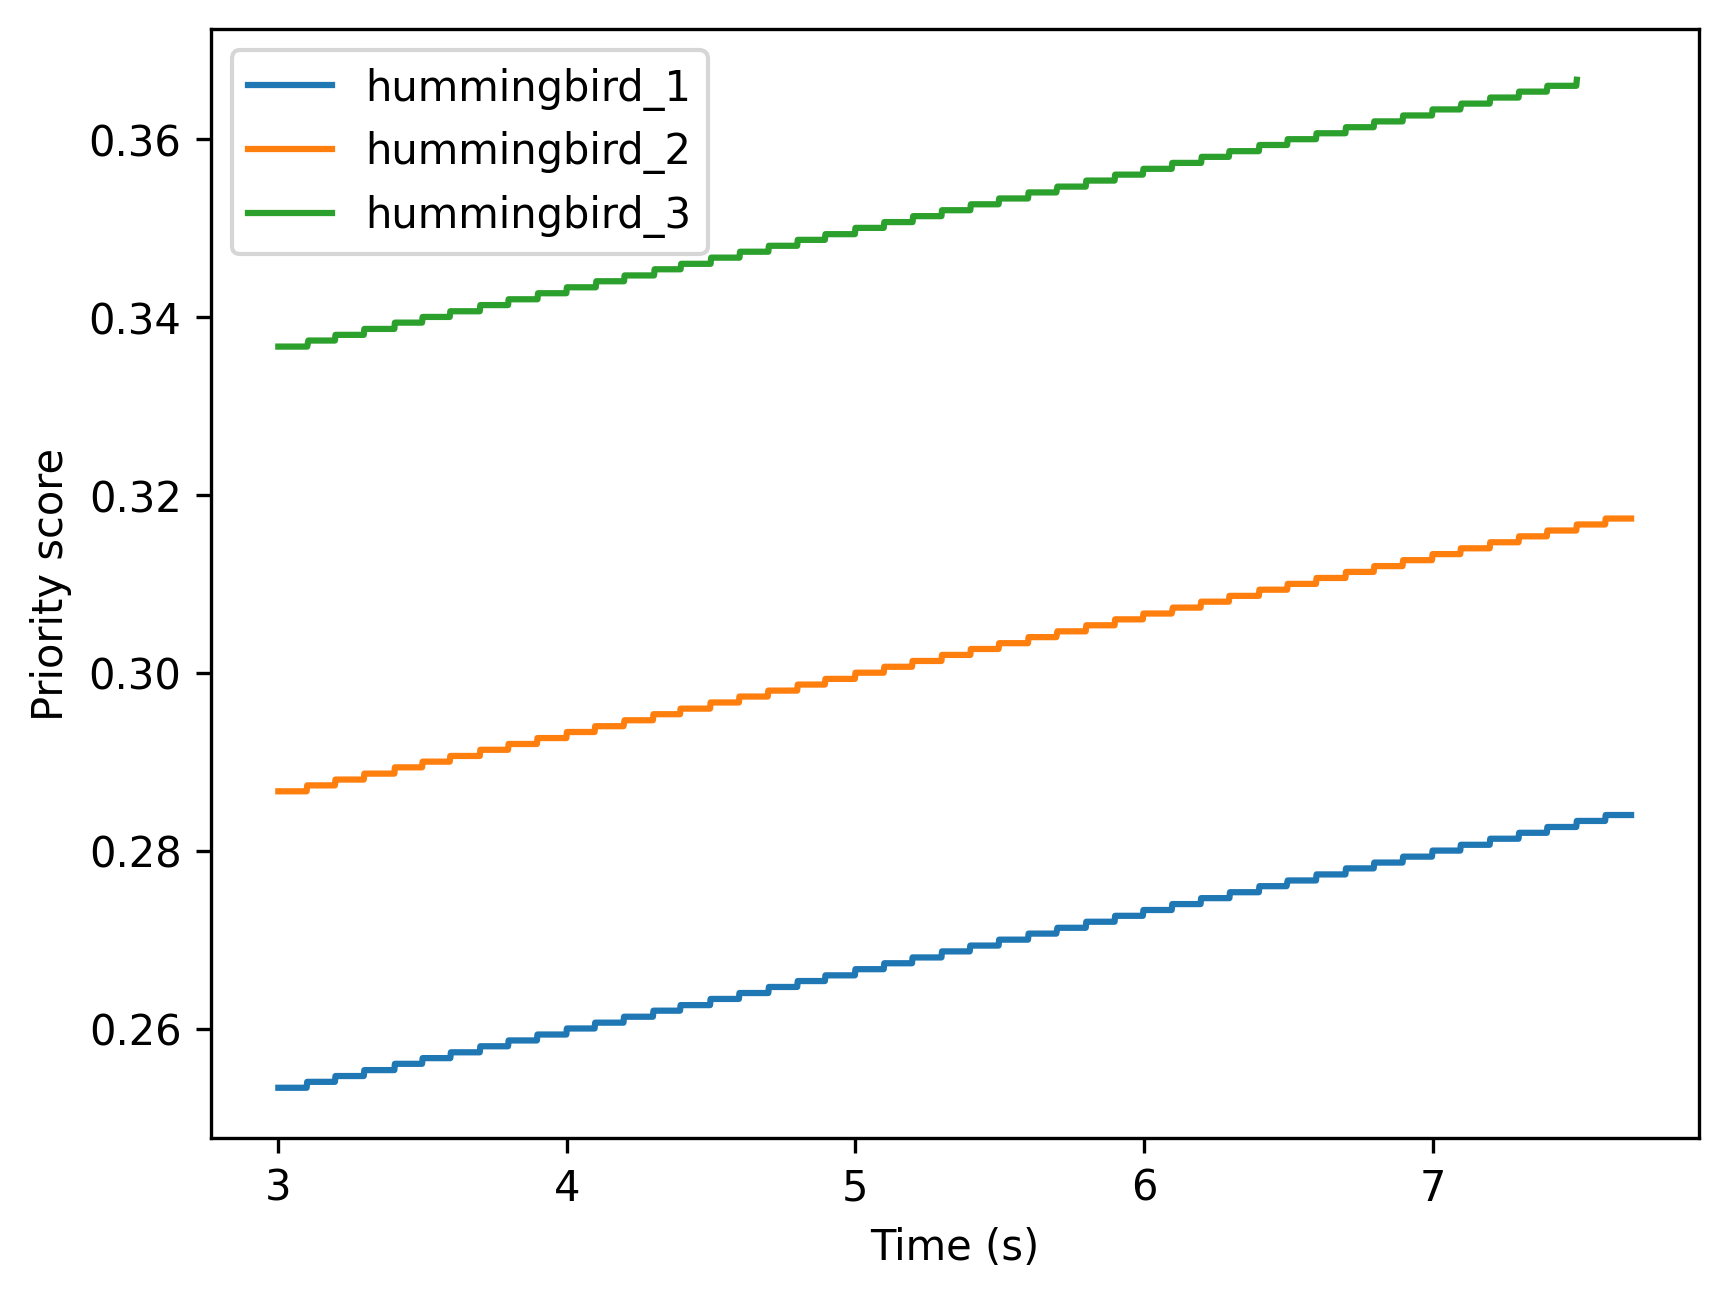 hummingbird_1
hummingbird_2
hummingbird_3
0.36
0.34
0.32
0.30
0.28
0.26
Priority score
3 4 5 6 7
Time (s)